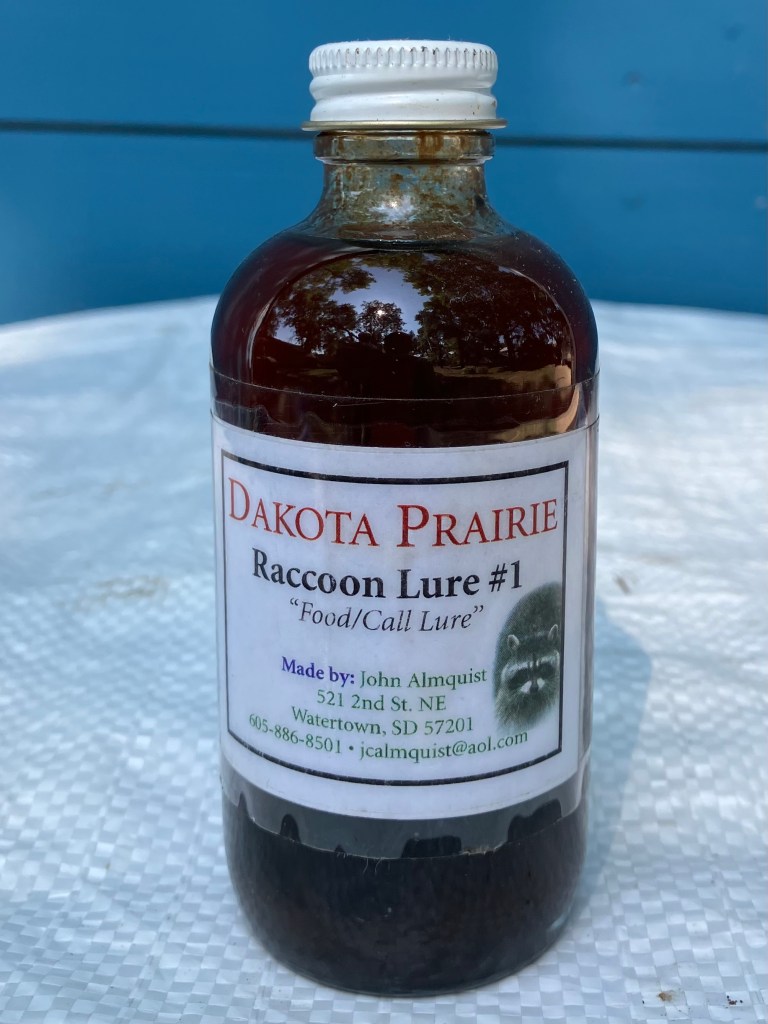 DAKOTA PRAIRIE
Raccoon Lure #1
“Food/Call Lure”
Made by: John Almquist
521 2nd St. NE
Watertown, SD 57201
605-886-8501 • jcalmquist@aol.com